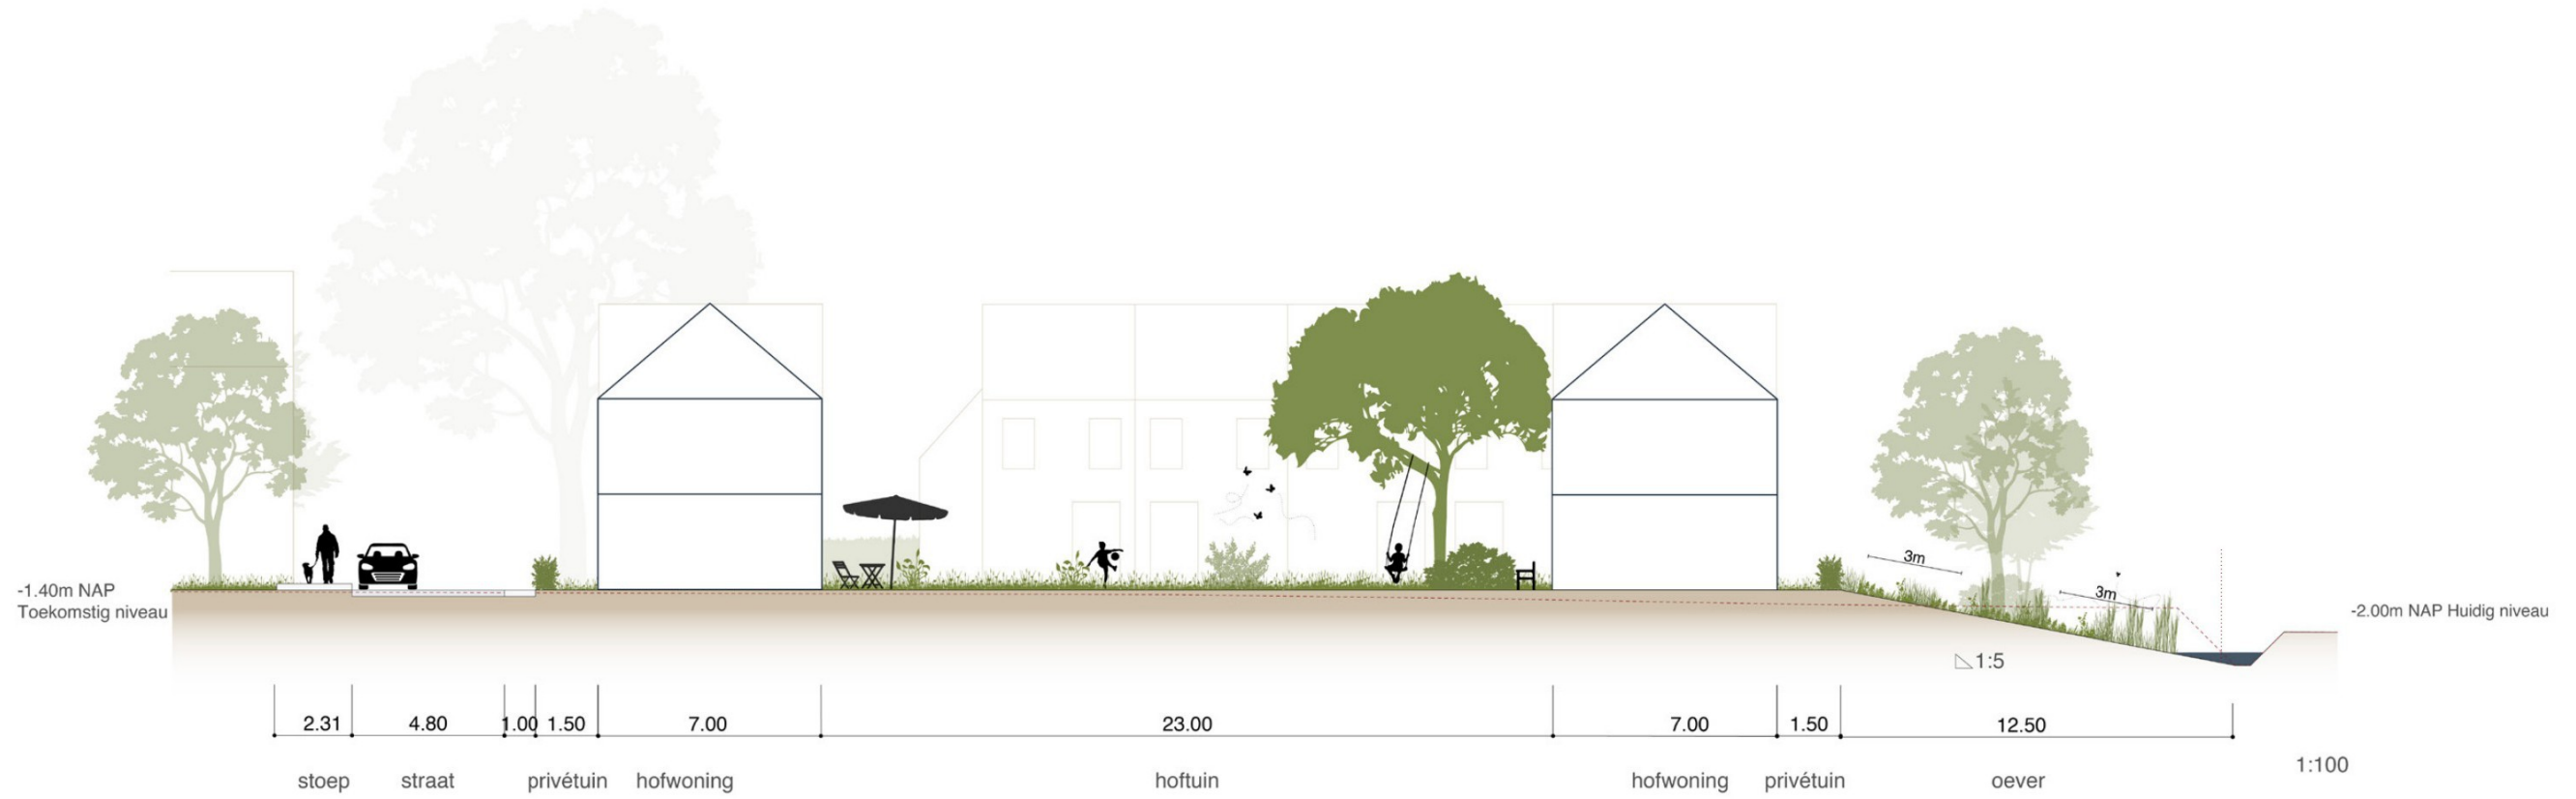 3m
3m
-1.40m NAP
Toekomstig niveau
-2.00m NAP Huidig niveau
1:5
2.31 4.80 1.00 1.50 7.00 23.00 7.00 1.50 12.50
1:100
stoep straat privétuin hofwoning hoftuin hofwoning privétuin oever